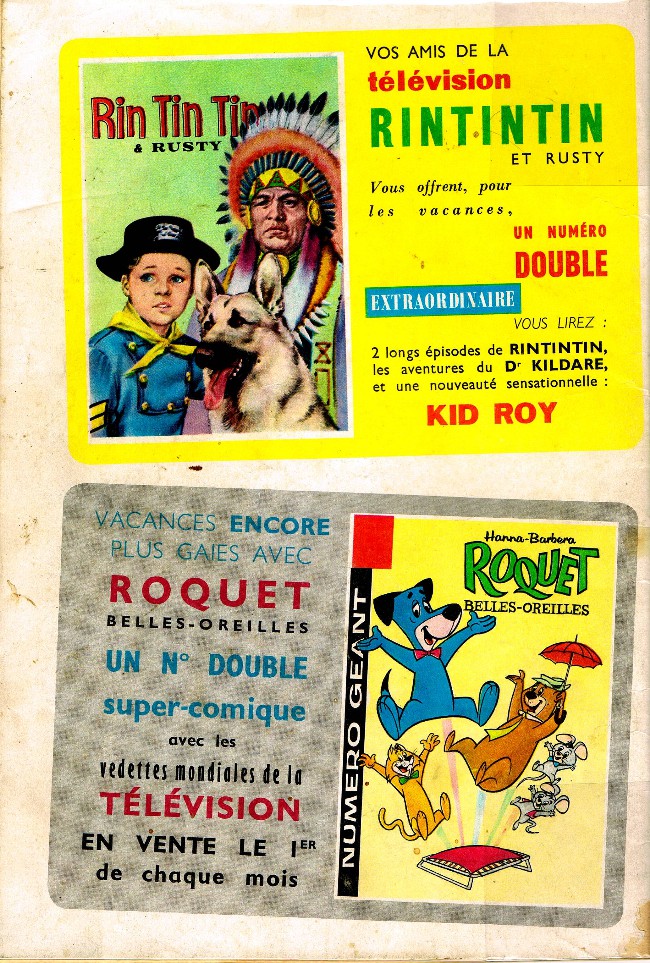 Rin Tin Tin
& RUSTY
VOS AMIS DE LA
télévision
RINTINTIN
ET RUSTY
Vous offrent, pour
les vacances,
UN NUMÉRO
DOUBLE
EXTRAORDINAIRE
VOUS LIREZ :
2 longs épisodes de RINTINTIN,
les aventures du Dr KILDARE,
et une nouveauté sensationnelle :
KID ROY
VACANCES ENCORE
PLUS GAIES AVEC
ROQUET
BELLES-OREILLES
UN N° DOUBLE
super-comique
avec les
vedettes mondiales de la
TÉLÉVISION
EN VENTE LE 1ER
de chaque mois
NUMÉRO GÉANT
Hanna-Barbera
ROQUET
BELLES-OREILLES